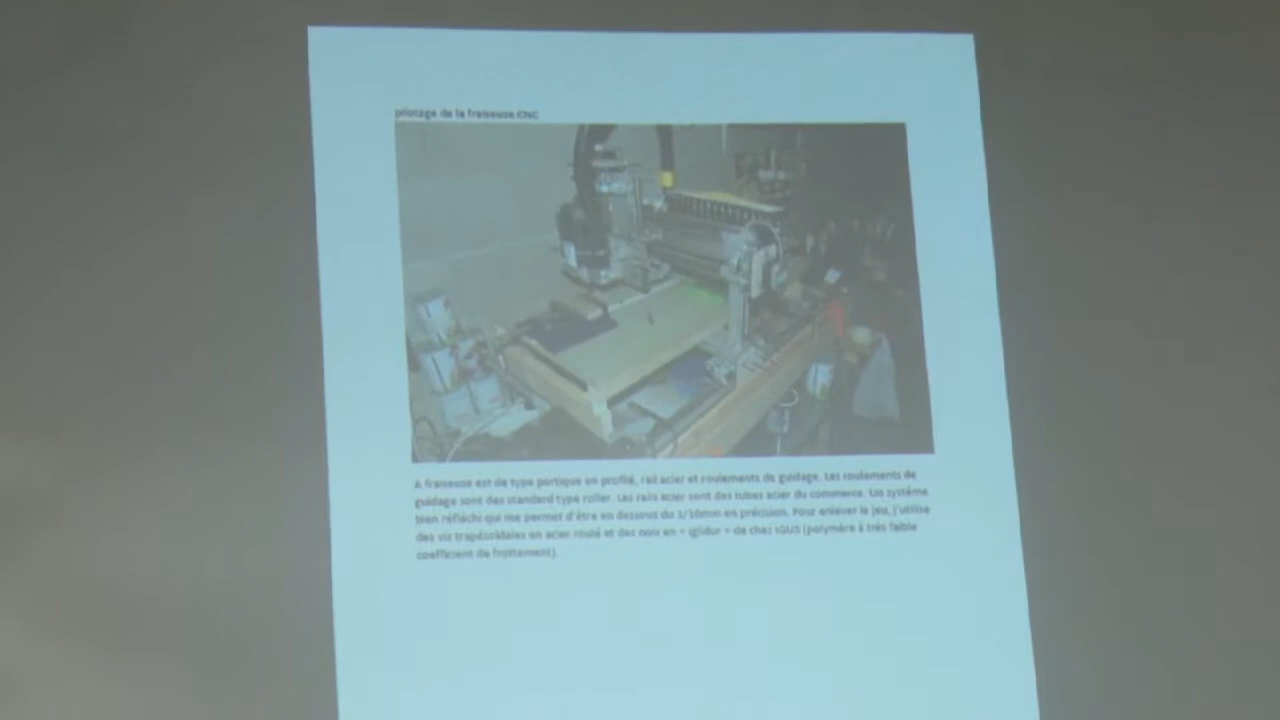 pilotage de la fraiseuse CNC
A fraiseuse est de type portique en profilé, rail acier et roulements de guidage. Les roulements de
guidage sont des standard type roller. Les rails acier sont des tubes acier du commerce. Un système
bien réfléchi qui me permet d'être en dessous du 1/10mm en précision. Pour enlever le jeu, j'utilise
des vis trapézoïdales en acier roulé et des noix en « iglidur » de chez IGUS (polymère à très faible
coefficient de frottement).